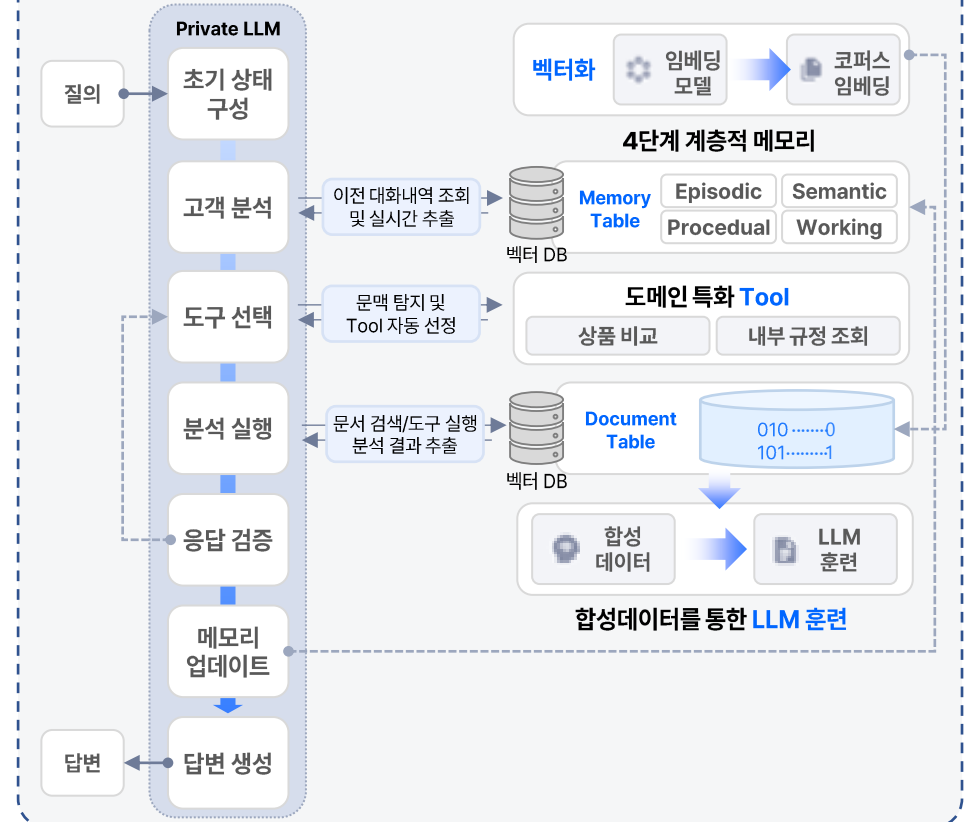 Private LLM
질의
초기 상태
구성
고객 분석
도구 선택
분석 실행
응답 검증
메모리
업데이트
답변 생성
답변
이전 대화내역 조회
및 실시간 추출
문맥 탐지 및
Tool 자동 선정
문서 검색/도구 실행
분석 결과 추출
벡터화
임베딩
모델
코퍼스
임베딩
4단계 계층적 메모리
벡터 DB
Memory
Table
Episodic
Semantic
Procedual
Working
도메인 특화 Tool
상품 비교
내부 규정 조회
벡터 DB
Document
Table
010 ········0
101·········1
합성
데이터
LLM
훈련
합성데이터를 통한 LLM 훈련